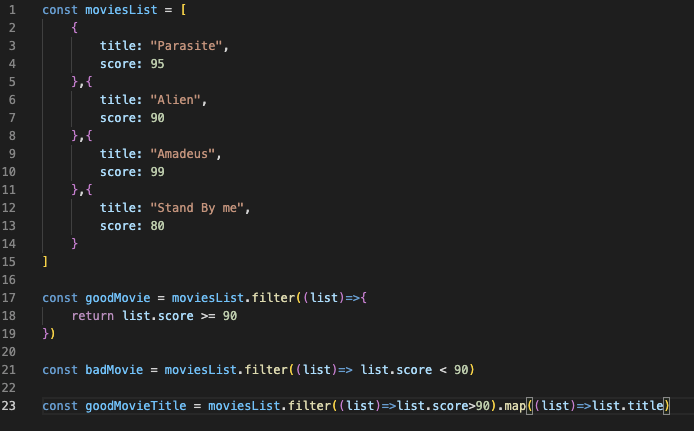 1 const moviesList = [
2 {
3 title: "Parasite",
4 score: 95
5 },{
6 title: "Alien",
7 score: 90
8 },{
9 title: "Amadeus",
10 score: 99
11 },{
12 title: "Stand By me",
13 score: 80
14 }
15 ]
16
17 const goodMovie = moviesList.filter((list)=>{
18 return list.score >= 90
19 })
20
21 const badMovie = moviesList.filter((list)=> list.score < 90)
22
23 const goodMovieTitle = moviesList.filter((list)=>list.score>90).map((list)=>list.title)